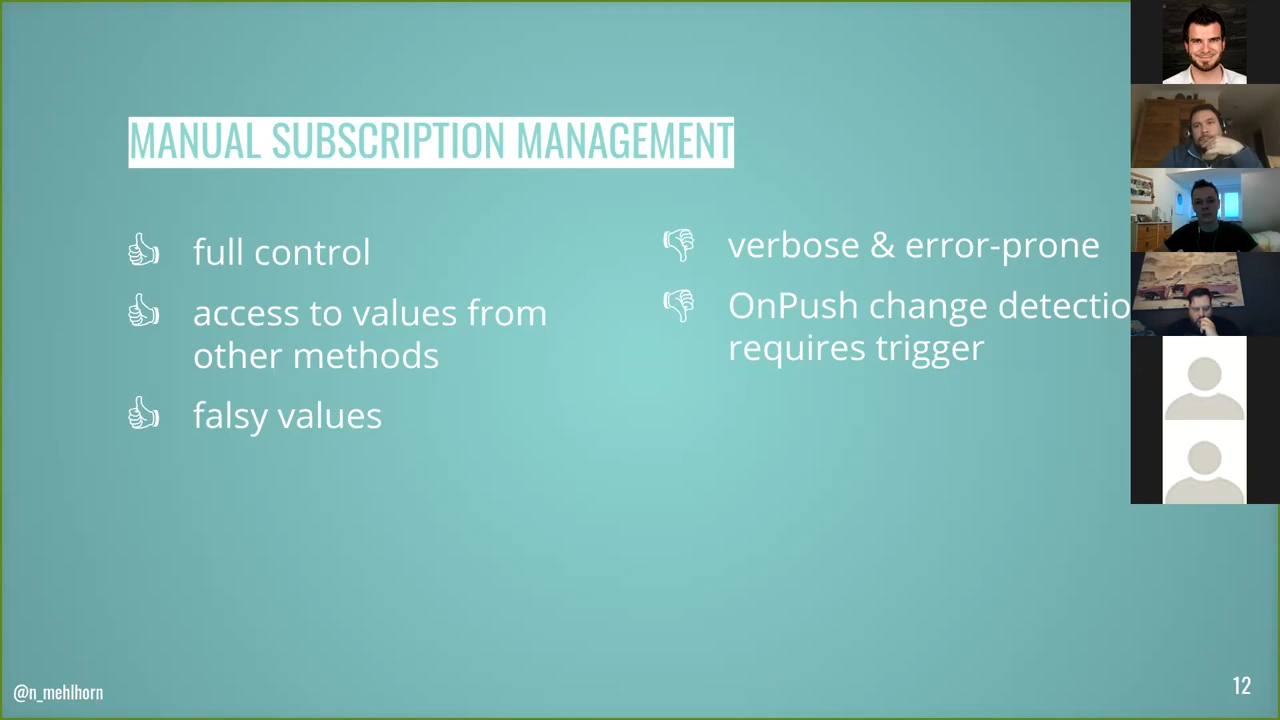 MANUAL SUBSCRIPTION MANAGEMENT
full control
access to values from
other methods
falsy values
verbose & error-prone
OnPush change detectio
requires trigger
@n_mehlhorn
12